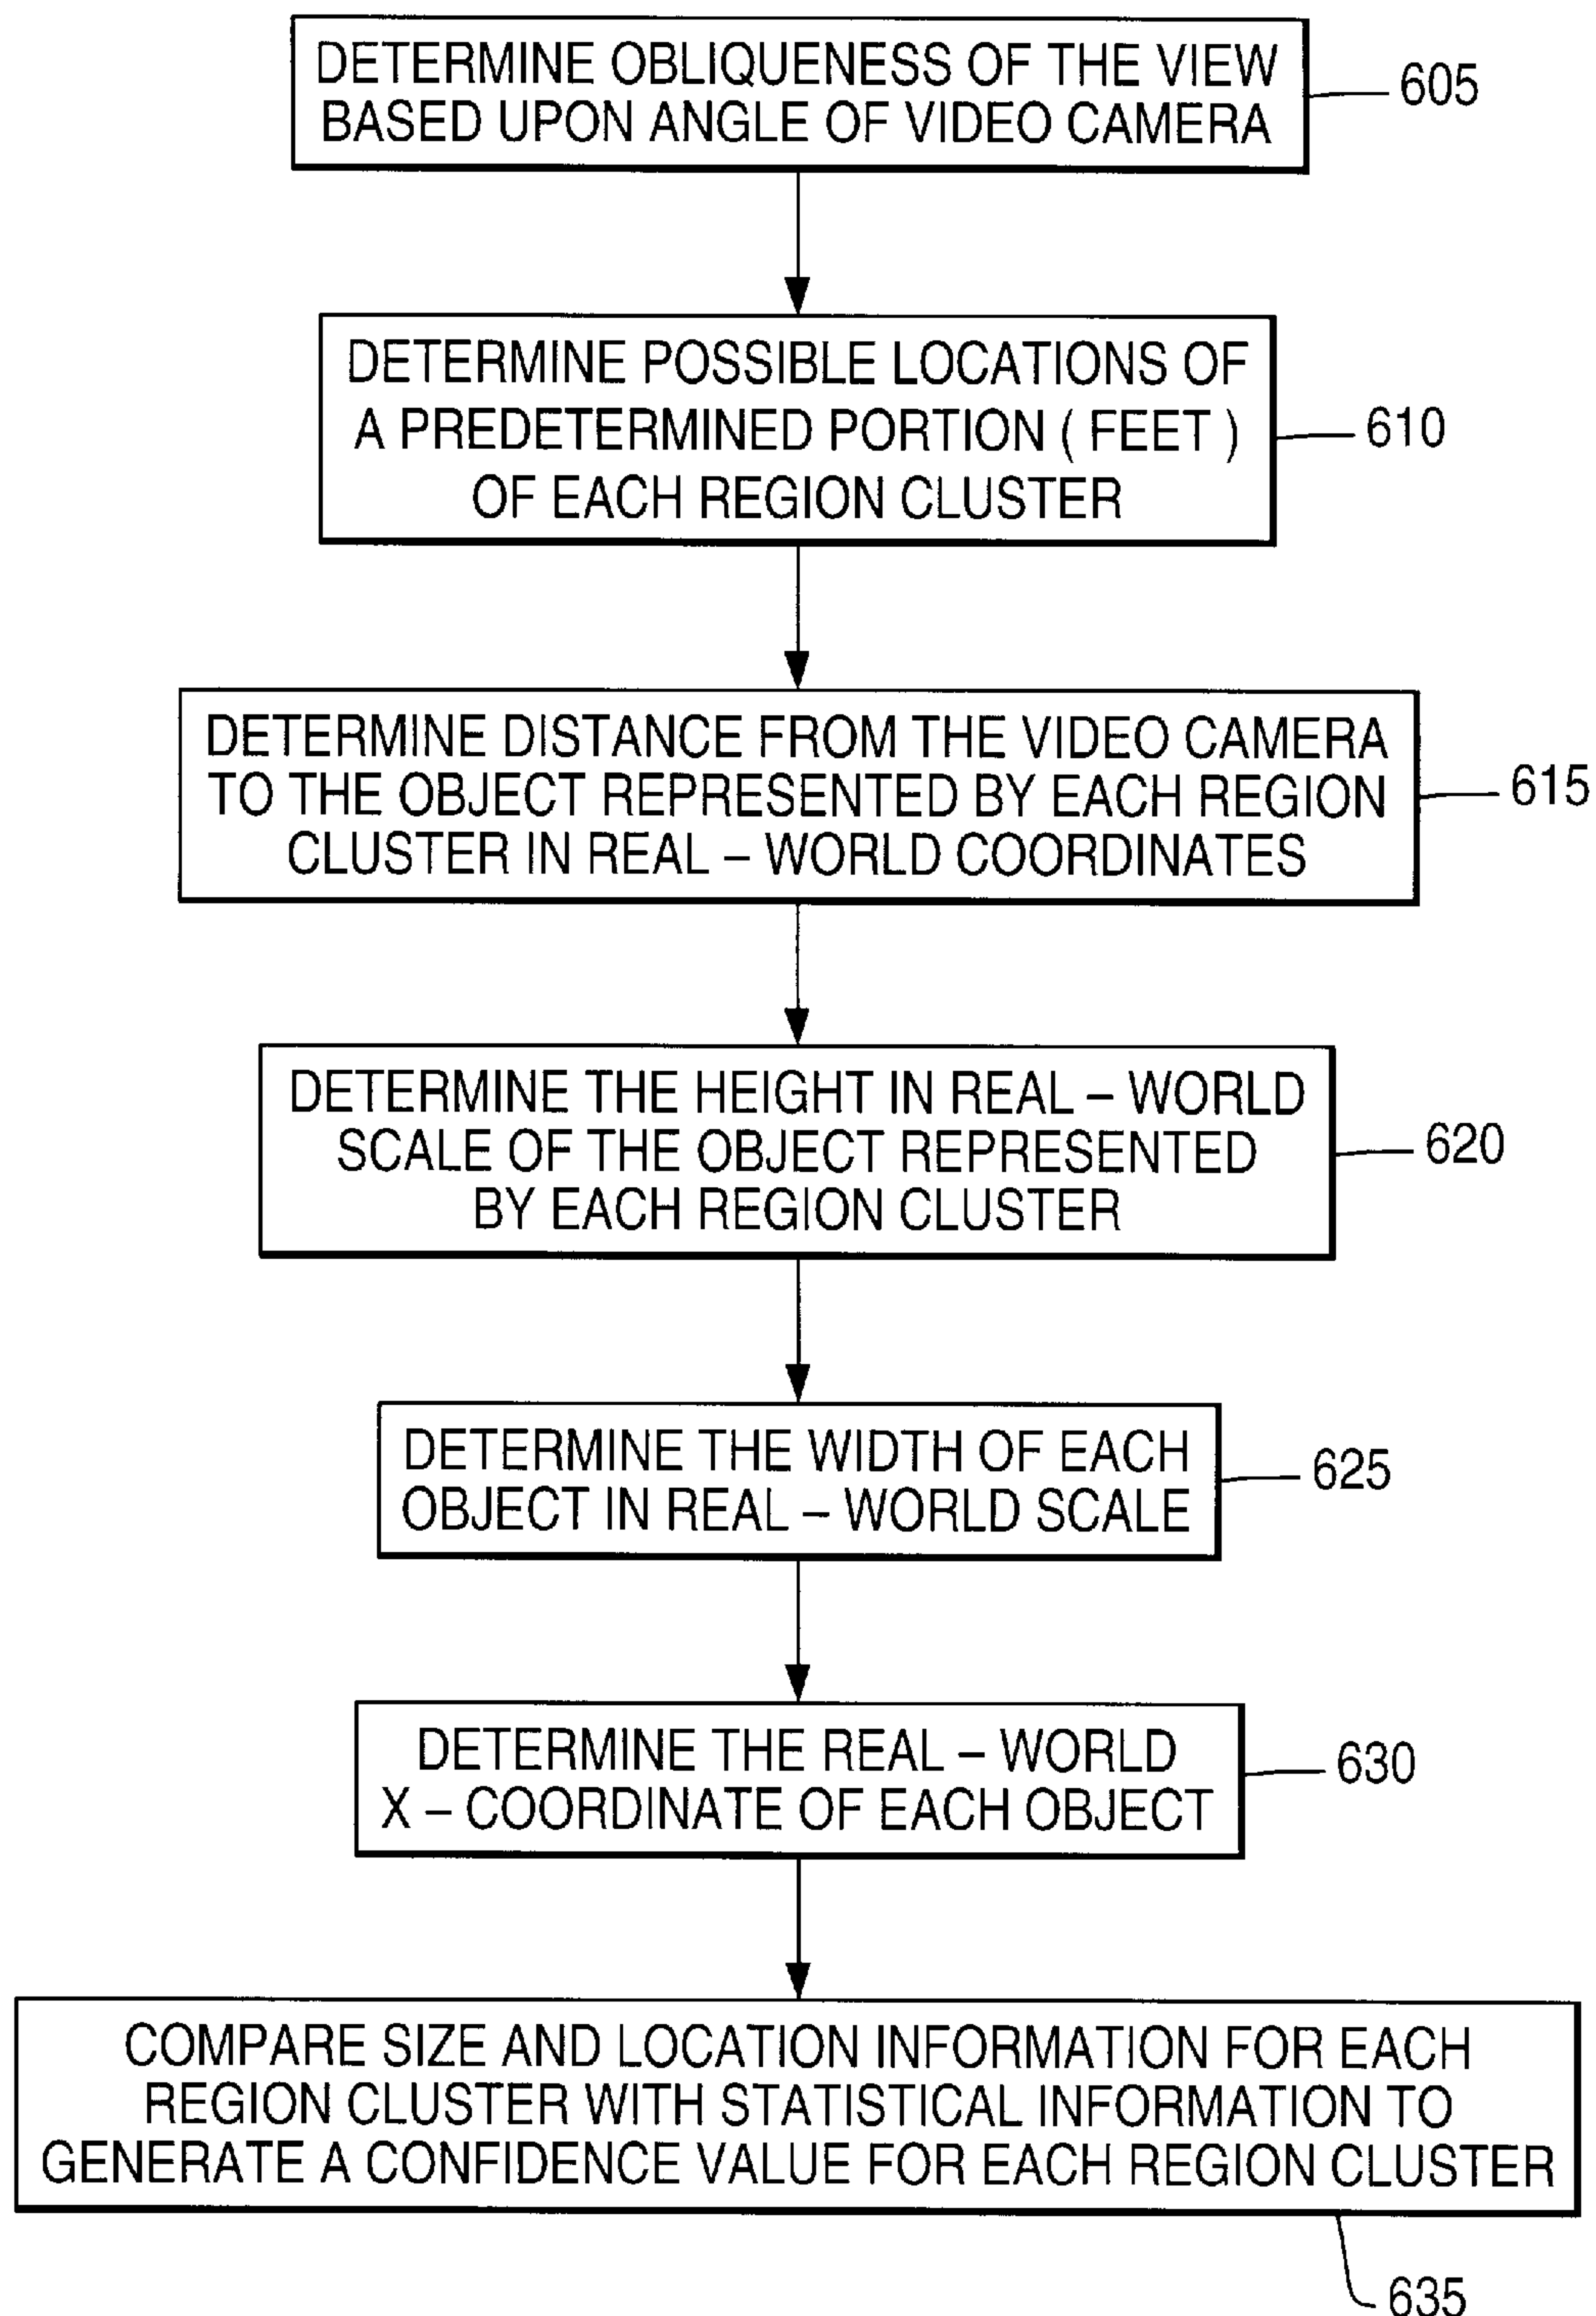 DETERMINE OBLIQUENESS OF THE VIEW
BASED UPON ANGLE OF VIDEO CAMERA
605
DETERMINE POSSIBLE LOCATIONS OF
A PREDETERMINED PORTION ( FEET )
OF EACH REGION CLUSTER
610
DETERMINE DISTANCE FROM THE VIDEO CAMERA
TO THE OBJECT REPRESENTED BY EACH REGION
CLUSTER IN REAL – WORLD COORDINATES
615
DETERMINE THE HEIGHT IN REAL – WORLD
SCALE OF THE OBJECT REPRESENTED
BY EACH REGION CLUSTER
620
DETERMINE THE WIDTH OF EACH
OBJECT IN REAL – WORLD SCALE
625
DETERMINE THE REAL – WORLD
X – COORDINATE OF EACH OBJECT
630
COMPARE SIZE AND LOCATION INFORMATION FOR EACH
REGION CLUSTER WITH STATISTICAL INFORMATION TO
GENERATE A CONFIDENCE VALUE FOR EACH REGION CLUSTER
635